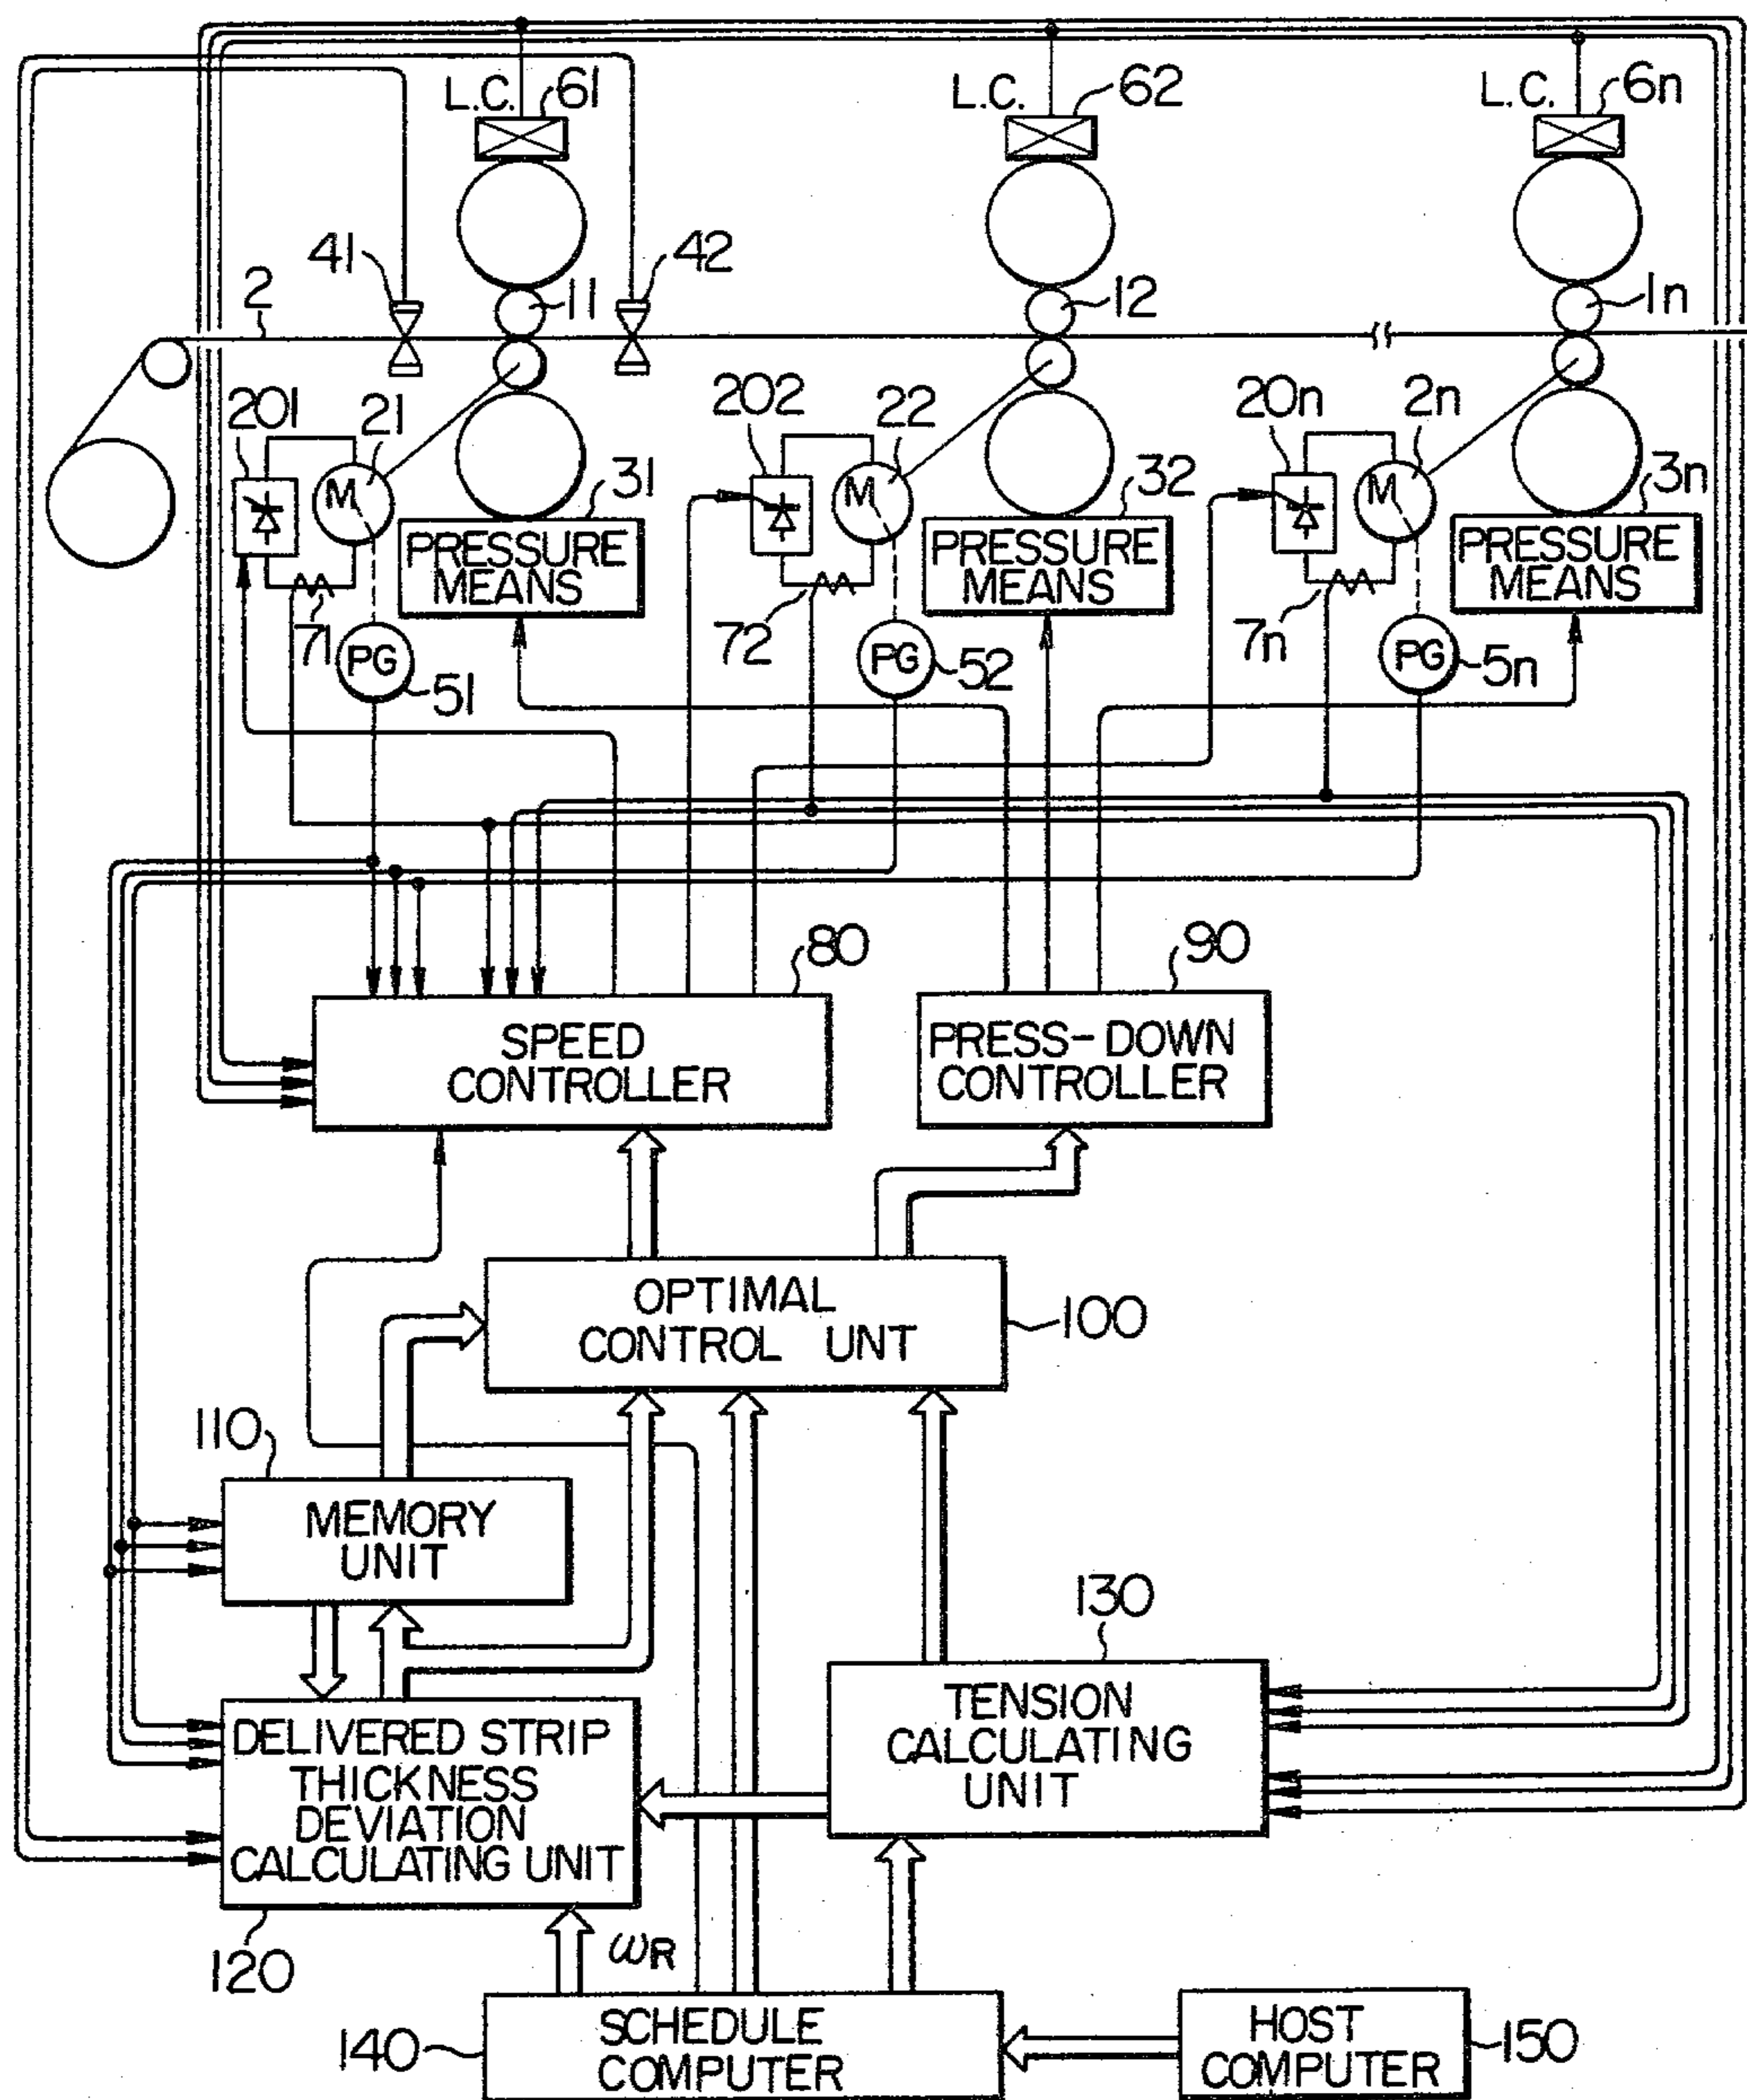 L.C. 61
L.C. 62
L.C. 6n
41
42
2
11
12
1n
201
21
202
22
20n
2n
M
M
M
31
32
3n
PRESSURE
MEANS
PRESSURE
MEANS
PRESSURE
MEANS
71
72
7n
PG
PG
PG
51
52
5n
80
90
SPEED
CONTROLLER
PRESS-DOWN
CONTROLLER
OPTIMAL
CONTROL UNT
100
110
MEMORY
UNIT
130
TENSION
CALCULATING
UNIT
DELIVERED STRIP
THICKNESS
DEVIATION
CALCULATING UNIT
120
ωR
140
SCHEDULE
COMPUTER
HOST
COMPUTER
150